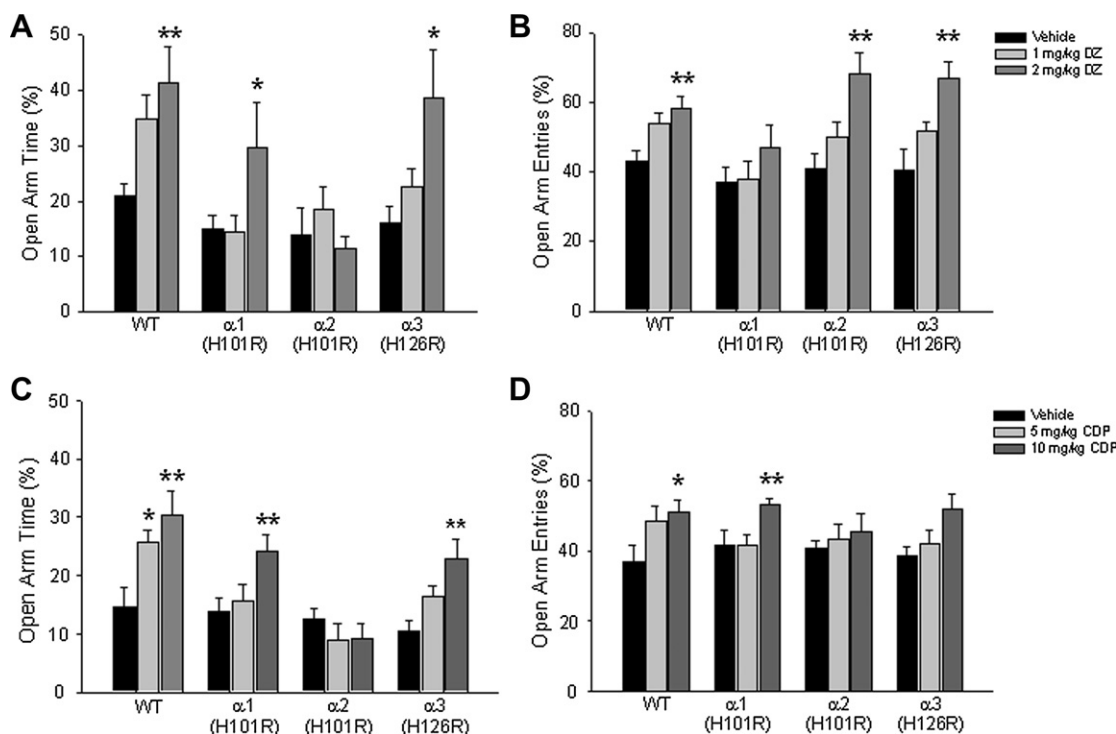 A
50
40
30
20
10
0
Open Arm Time (%)
**
*
*
WT
α1
(H101R)
α2
(H101R)
α3
(H126R)
B
80
60
40
20
0
Open Arm Entries (%)
**
**
**
WT
α1
(H101R)
α2
(H101R)
α3
(H126R)
Vehicle
1 mg/kg DZ
2 mg/kg DZ
C
50
40
30
20
10
0
Open Arm Time (%)
*
**
**
**
WT
α1
(H101R)
α2
(H101R)
α3
(H126R)
D
80
60
40
20
0
Open Arm Entries (%)
*
**
WT
α1
(H101R)
α2
(H101R)
α3
(H126R)
Vehicle
5 mg/kg CDP
10 mg/kg CDP